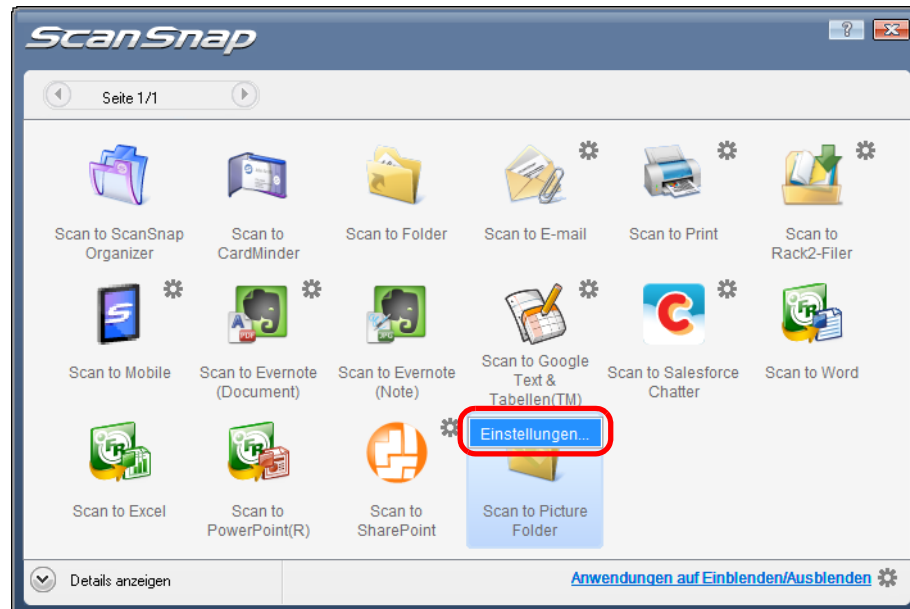 ScanSnap
Seite 1/1
Scan to ScanSnap
Organizer
Scan to
CardMinder
Scan to Folder
Scan to E-mail
Scan to Print
Scan to
Rack2-Filer
Scan to Mobile
Scan to Evernote
(Document)
Scan to Evernote
(Note)
Scan to Google
Text &
Tabellen(TM)
Scan to Salesforce
Chatter
Scan to Word
Einstellungen...
Scan to Excel
Scan to
PowerPoint(R)
Scan to
SharePoint
Scan to Picture
Folder
Details anzeigen
Anwendungen auf Einblenden/Ausblenden